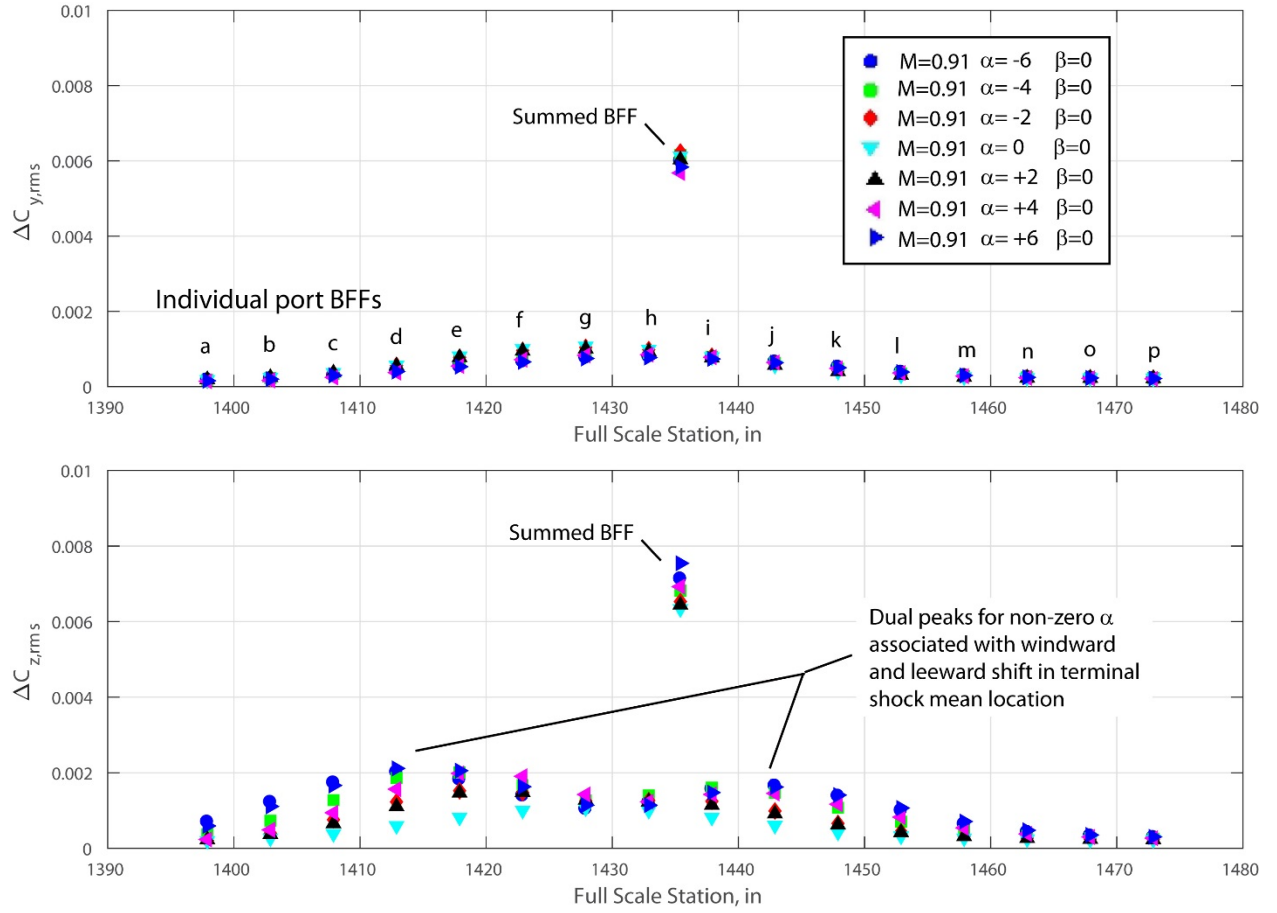 0.01
0.008
0.006
0.004
0.002
0
ΔCy,rms
M=0.91 α= -6 β=0
M=0.91 α= -4 β=0
M=0.91 α= -2 β=0
M=0.91 α= 0 β=0
M=0.91 α= +2 β=0
M=0.91 α= +4 β=0
M=0.91 α= +6 β=0
Summed BFF
Individual port BFFs
a b c d e f g h i j k l m n o p
1390 1400 1410 1420 1430 1440 1450 1460 1470 1480
Full Scale Station, in
0.01
0.008
0.006
0.004
0.002
0
ΔCz,rms
Summed BFF
Dual peaks for non-zero α
associated with windward
and leeward shift in terminal
shock mean location
1390 1400 1410 1420 1430 1440 1450 1460 1470 1480
Full Scale Station, in